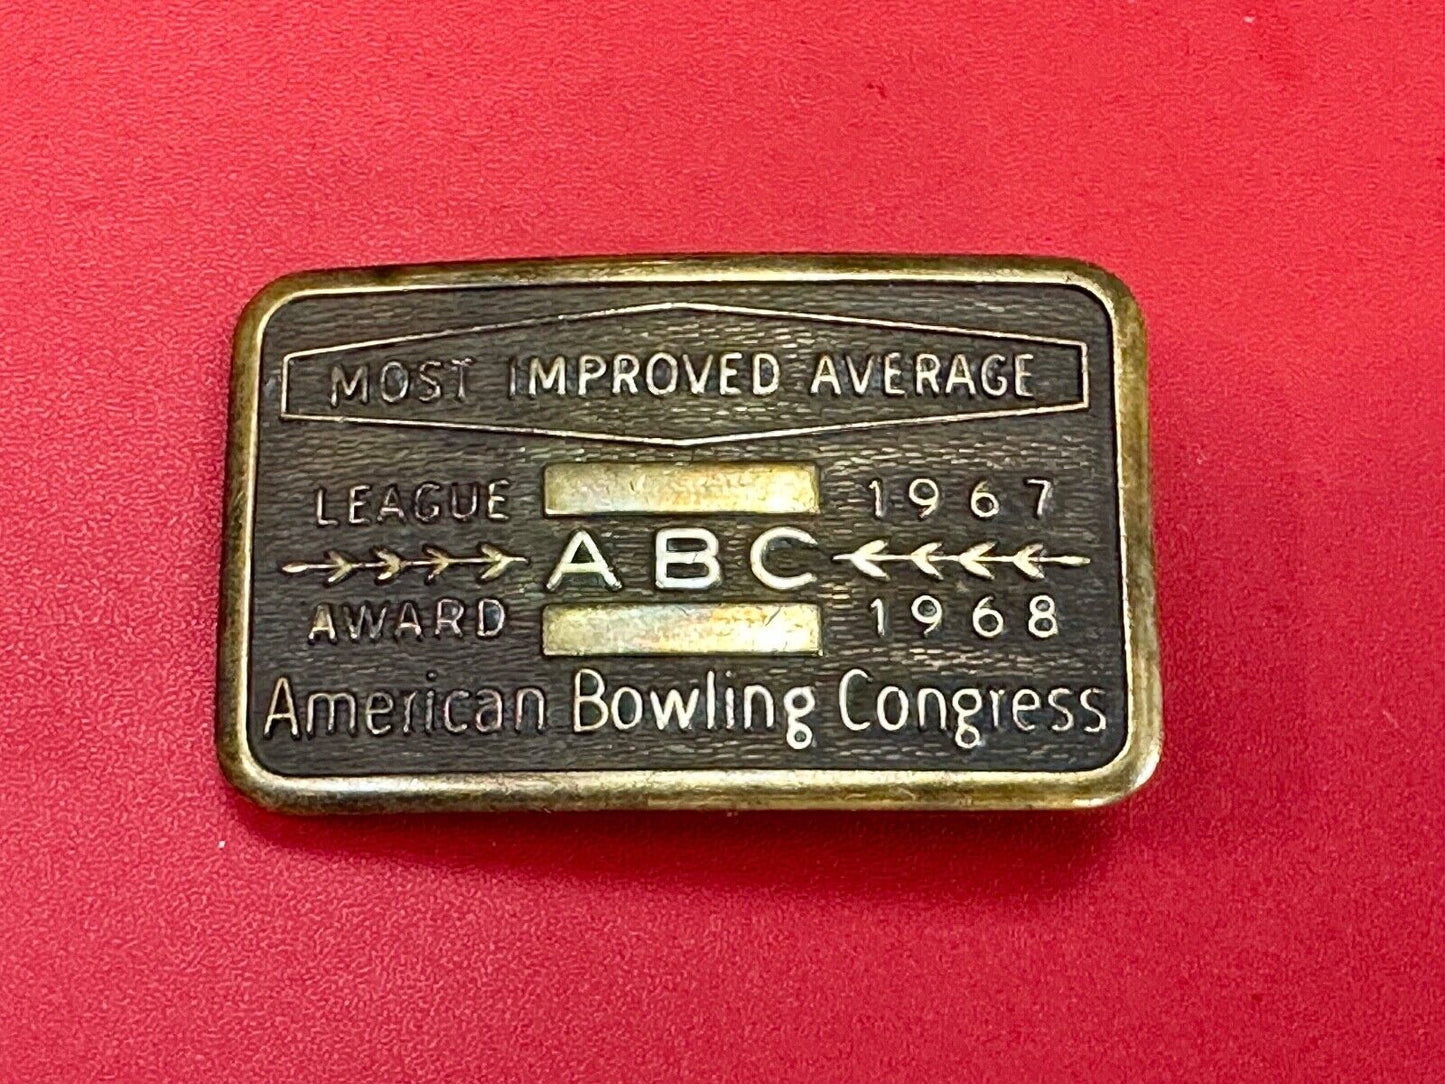 MOST IMPROVED AVERAGE
LEAGUE 1967
ABC
AWARD 1968
American Bowling Congress